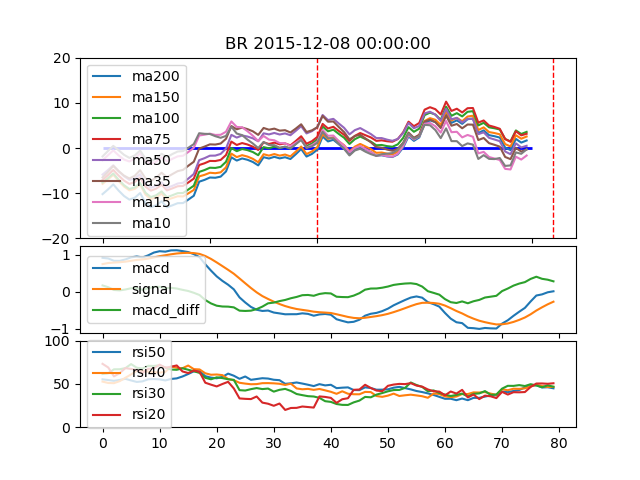 BR 2015-12-08 00:00:00
20
10
0
−10
−20
ma200
ma150
ma100
ma75
ma50
ma35
ma15
ma10
1
0
−1
macd
signal
macd_diff
100
50
0
rsi50
rsi40
rsi30
rsi20
0 10 20 30 40 50 60 70 80